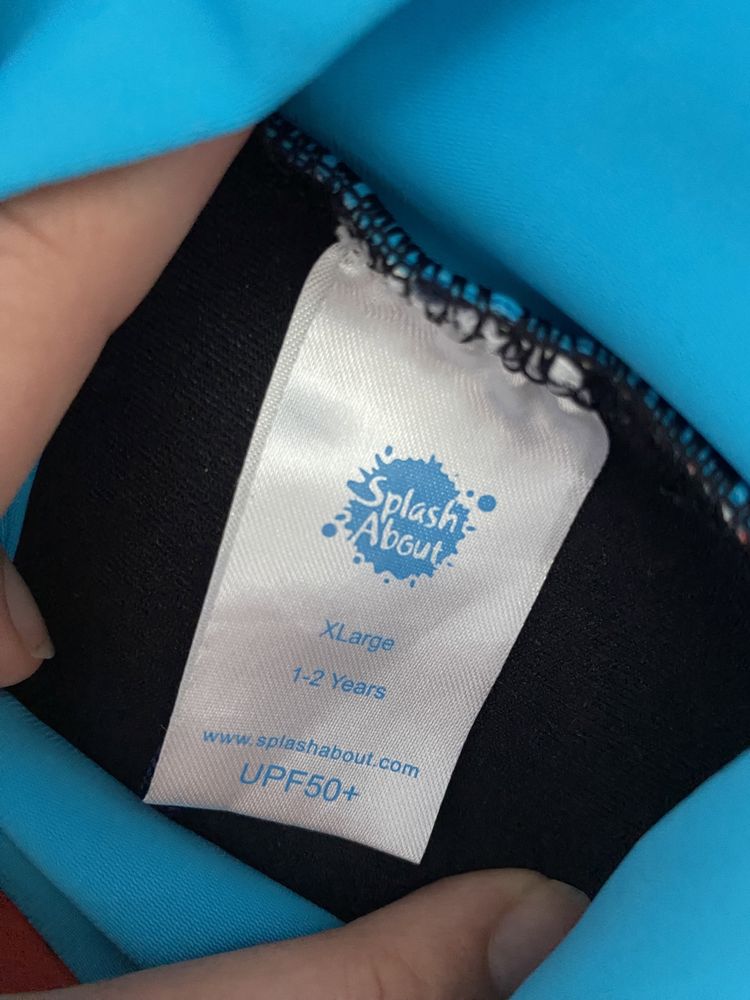 Splash
About
XLarge
1-2 Years
www.splashabout.com
UPF50+